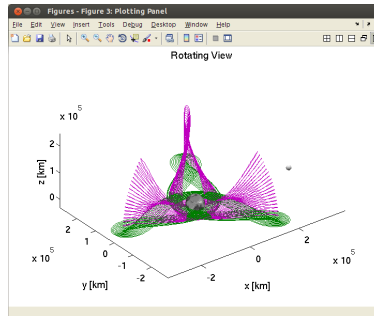 Figures - Figure 3: Plotting Panel
File Edit View Insert Tools Debug Desktop Window Help
Rotating View
x 10^5
z [km]
2
1
0
2
1
0
-1
-2
x 10^5
y [km]
-2
0
2
x 10^5
x [km]